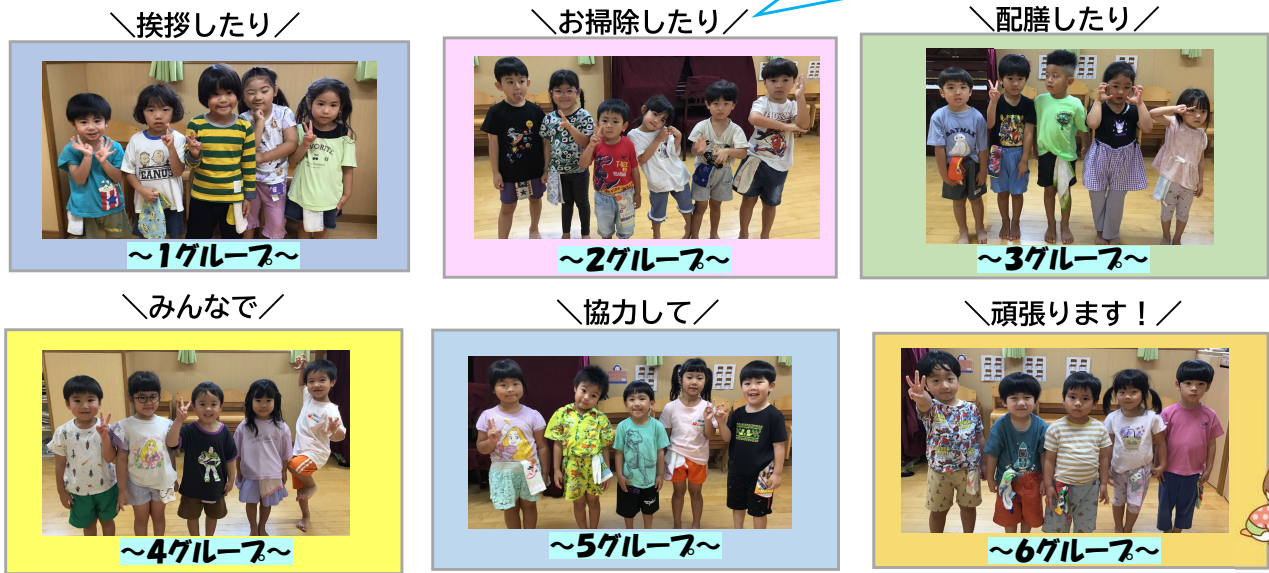 ＼挨拶したり／
＼お掃除したり／
＼配膳したり／
～1グループ～
～2グループ～
～3グループ～
＼みんなで／
＼協力して／
＼頑張ります！／
～4グループ～
～5グループ～
～6グループ～